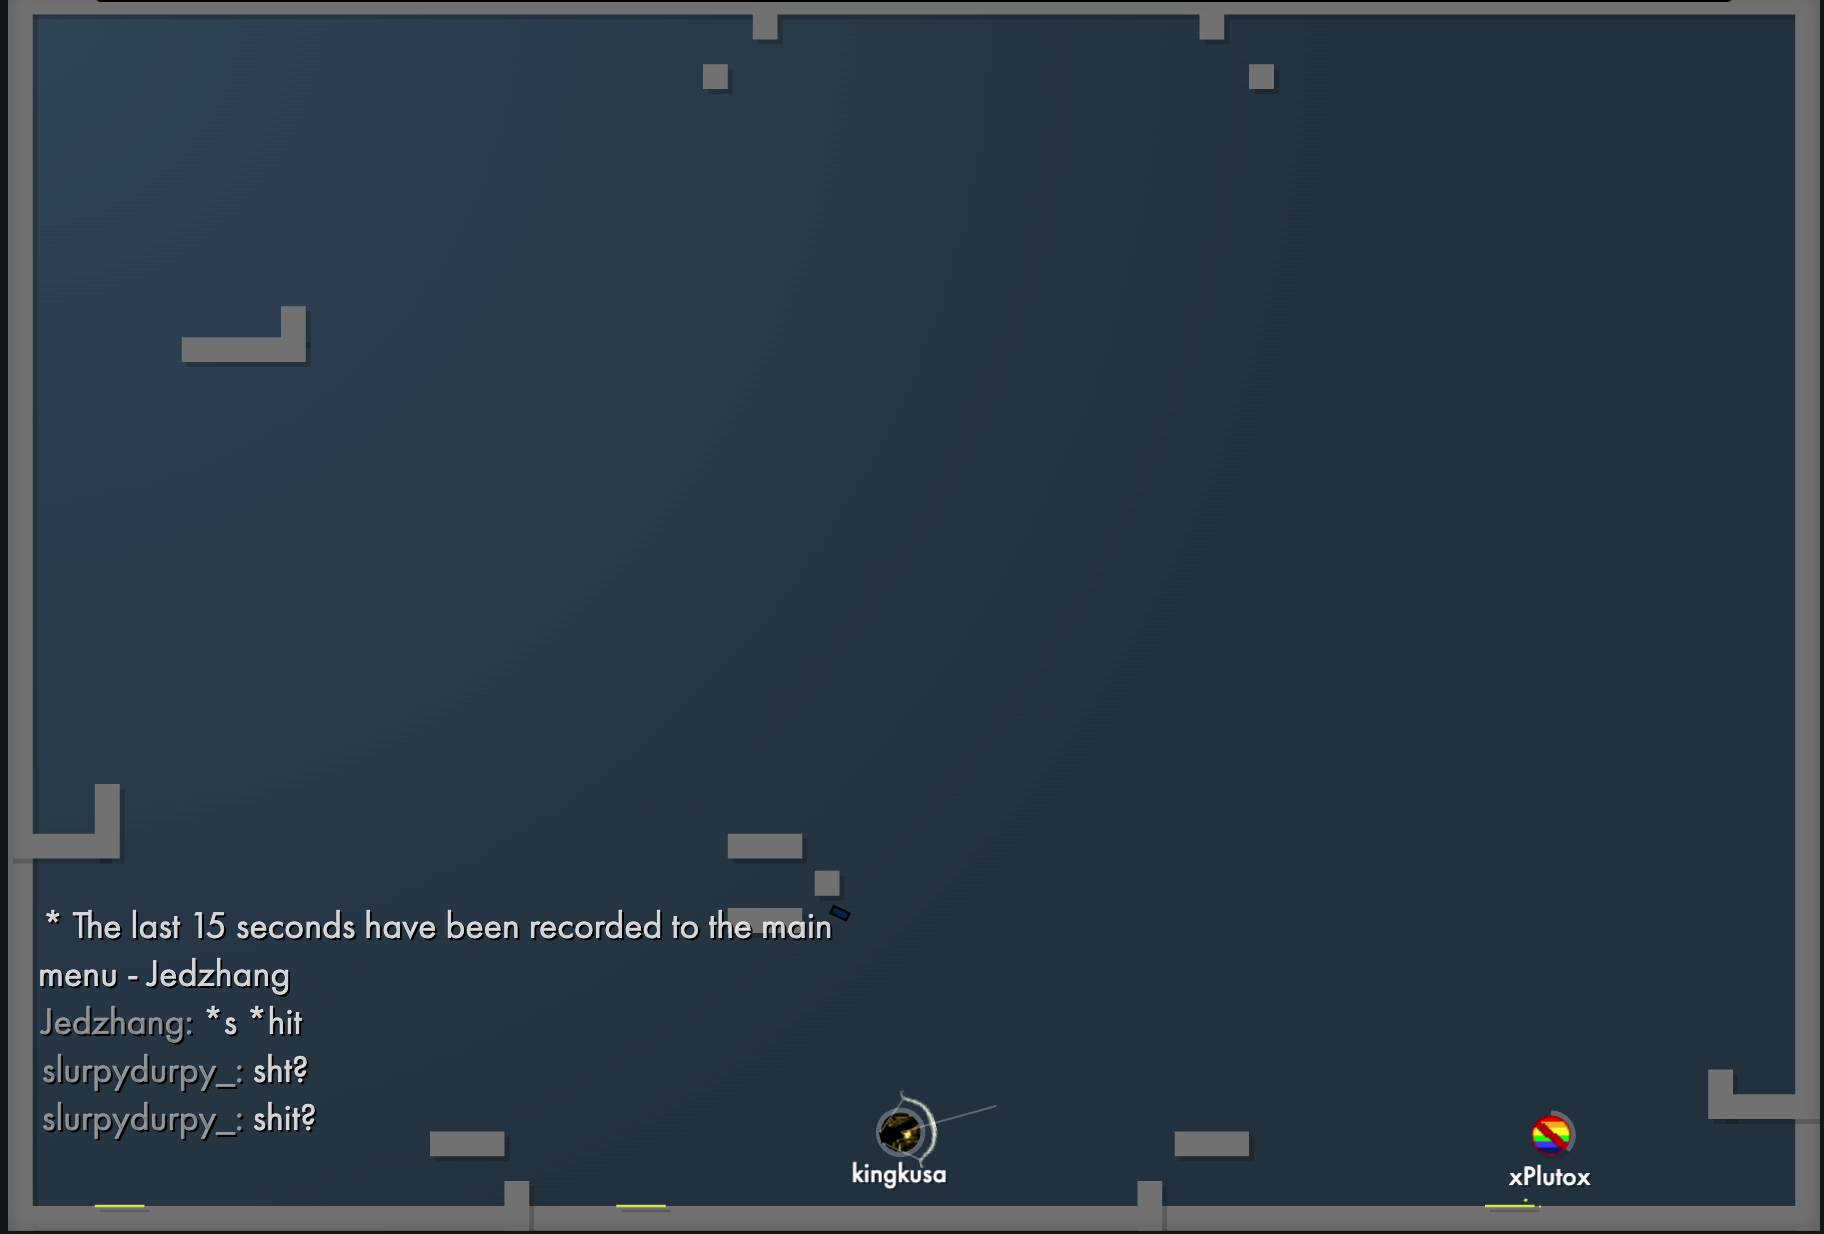 * The last 15 seconds have been recorded to the main
menu - Jedzhang
Jedzhang: *s *hit
slurpydurpy_: sht?
slurpydurpy_: shit?
kingkusa
xPlutox